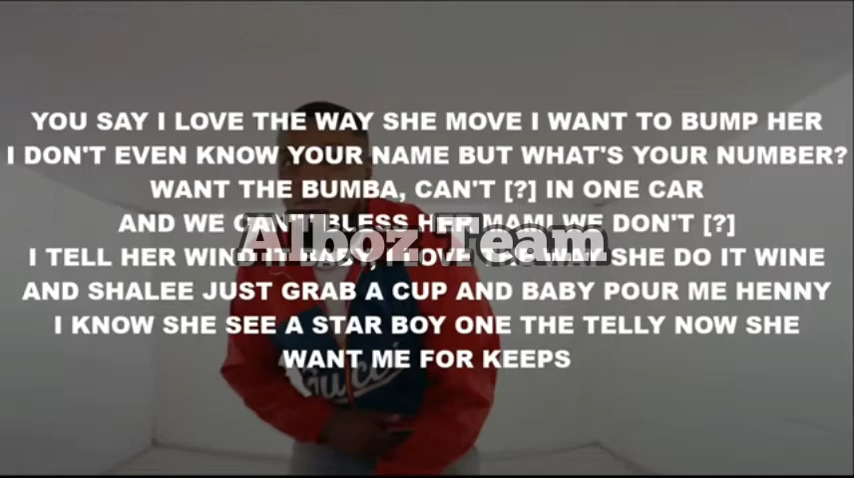 YOU SAY I LOVE THE WAY SHE MOVE I WANT TO BUMP HER
I DON'T EVEN KNOW YOUR NAME BUT WHAT'S YOUR NUMBER?
WANT THE BUMBA, CAN'T [?] IN ONE CAR
AND WE CAN'T BLESS HER MAMI WE DON'T [?]
Alboz Team
I TELL HER WIND IT BABY, I LOVE THE WAY SHE DO IT WINE
AND SHALEE JUST GRAB A CUP AND BABY POUR ME HENNY
I KNOW SHE SEE A STAR BOY ONE THE TELLY NOW SHE
WANT ME FOR KEEPS
Gucci